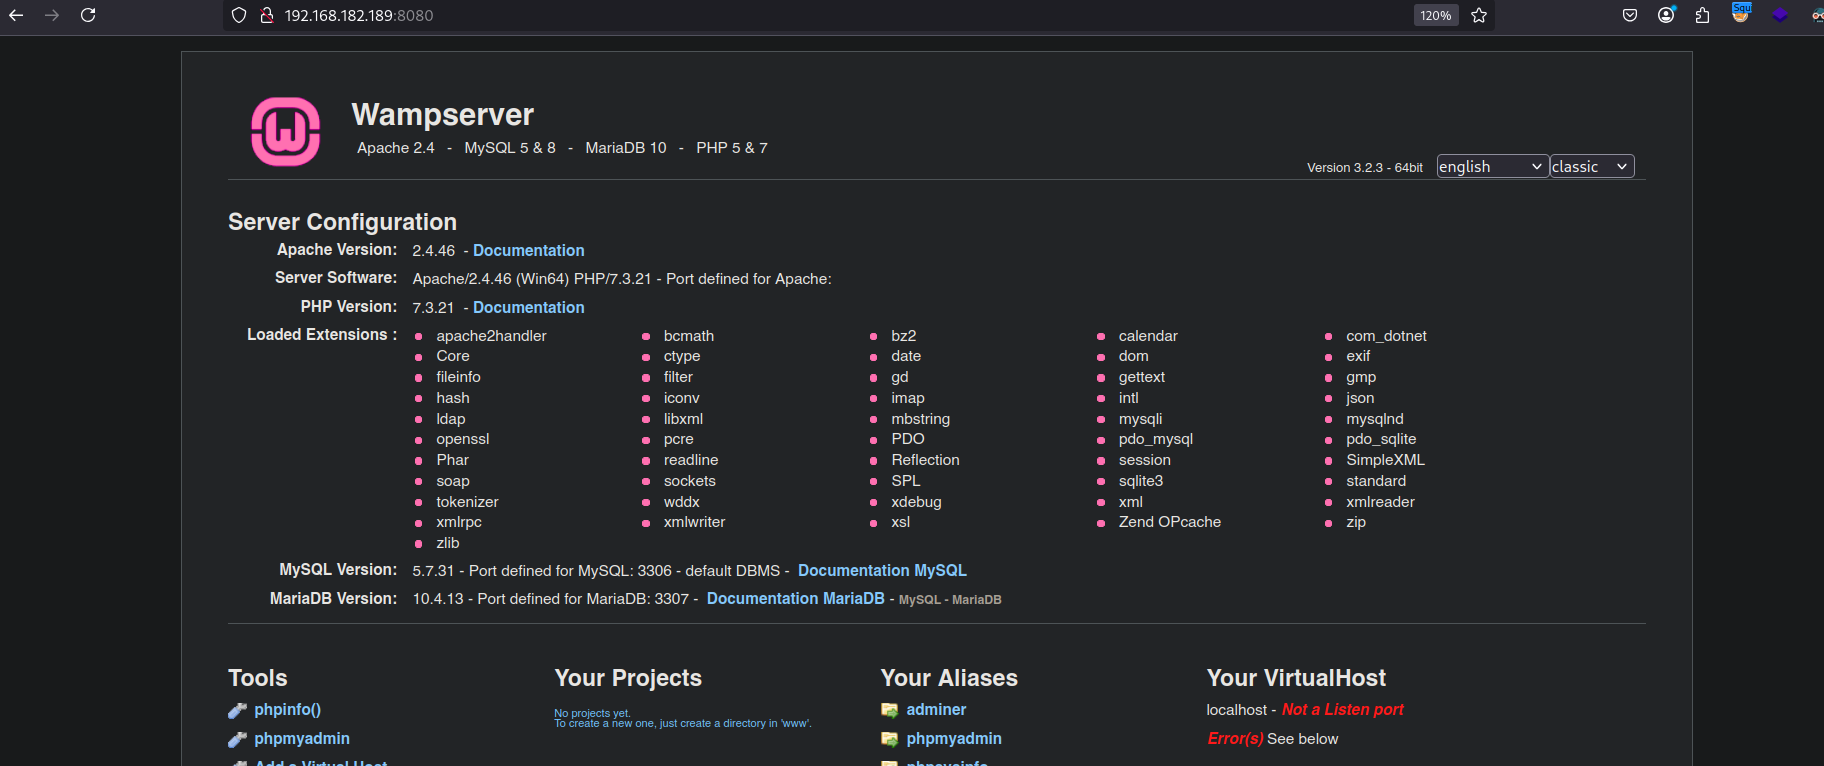 192.168.182.189:8080
120%
Squi
Wampserver
Apache 2.4 - MySQL 5 & 8 - MariaDB 10 - PHP 5 & 7
Version 3.2.3 - 64bit english classic
Server Configuration
Apache Version: 2.4.46 - Documentation
Server Software: Apache/2.4.46 (Win64) PHP/7.3.21 - Port defined for Apache:
PHP Version: 7.3.21 - Documentation
Loaded Extensions : apache2handler bcmath bz2 calendar com_dotnet
Core ctype date dom exif
fileinfo filter gd gettext gmp
hash iconv imap intl json
ldap libxml mbstring mysqli mysqlnd
openssl pcre PDO pdo_mysql pdo_sqlite
Phar readline Reflection session SimpleXML
soap sockets SPL sqlite3 standard
tokenizer wddx xdebug xml xmlreader
xmlrpc xmlwriter xsl Zend OPcache zip
zlib
MySQL Version: 5.7.31 - Port defined for MySQL: 3306 - default DBMS - Documentation MySQL
MariaDB Version: 10.4.13 - Port defined for MariaDB: 3307 - Documentation MariaDB - MySQL - MariaDB
Tools
phpinfo()
phpmyadmin
Add a Virtual Host
Your Projects
No projects yet.
To create a new one, just create a directory in 'www'.
Your Aliases
adminer
phpmyadmin
phpsysinfo
Your VirtualHost
localhost - Not a Listen port
Error(s) See below